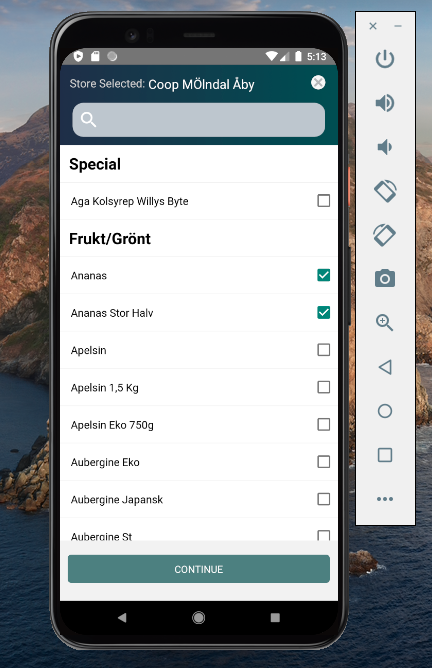 5:13
Store Selected: Coop MÖlndal Åby
Special
Aga Kolsyrep Willys Byte
Frukt/Grönt
Ananas
Ananas Stor Halv
Apelsin
Apelsin 1,5 Kg
Apelsin Eko 750g
Aubergine Eko
Aubergine Japansk
Aubergine St
CONTINUE